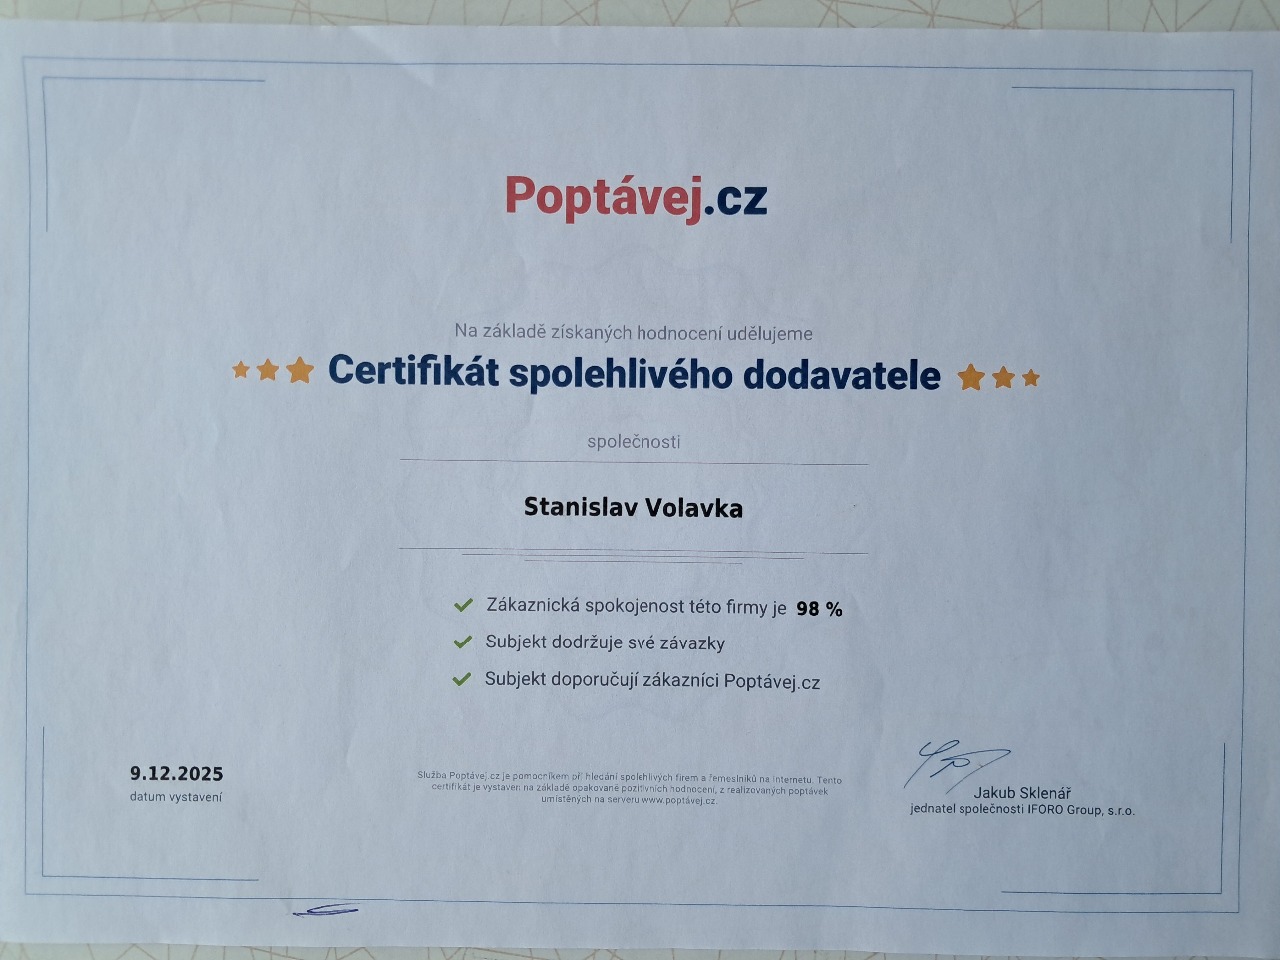 Poptávej.cz
Na základě získaných hodnocení udělujeme
Certifikát spolehlivého dodavatele
společnosti
Stanislav Volavka
Zákaznická spokojenost této firmy je 98 %
Subjekt dodržuje své závazky
Subjekt doporučují zákazníci Poptávej.cz
9.12.2025
datum vystavení
Služba Poptávej.cz je pomocníkem při hledání spolehlivých firem a řemeslníků na internetu. Tento
certifikát je vystaven na základě opakované pozitivních hodnocení, z realizovaných poptávek
umístěných na serveru www.poptávej.cz.
Jakub Sklenář
jednatel společnosti IFORO Group, s.r.o.